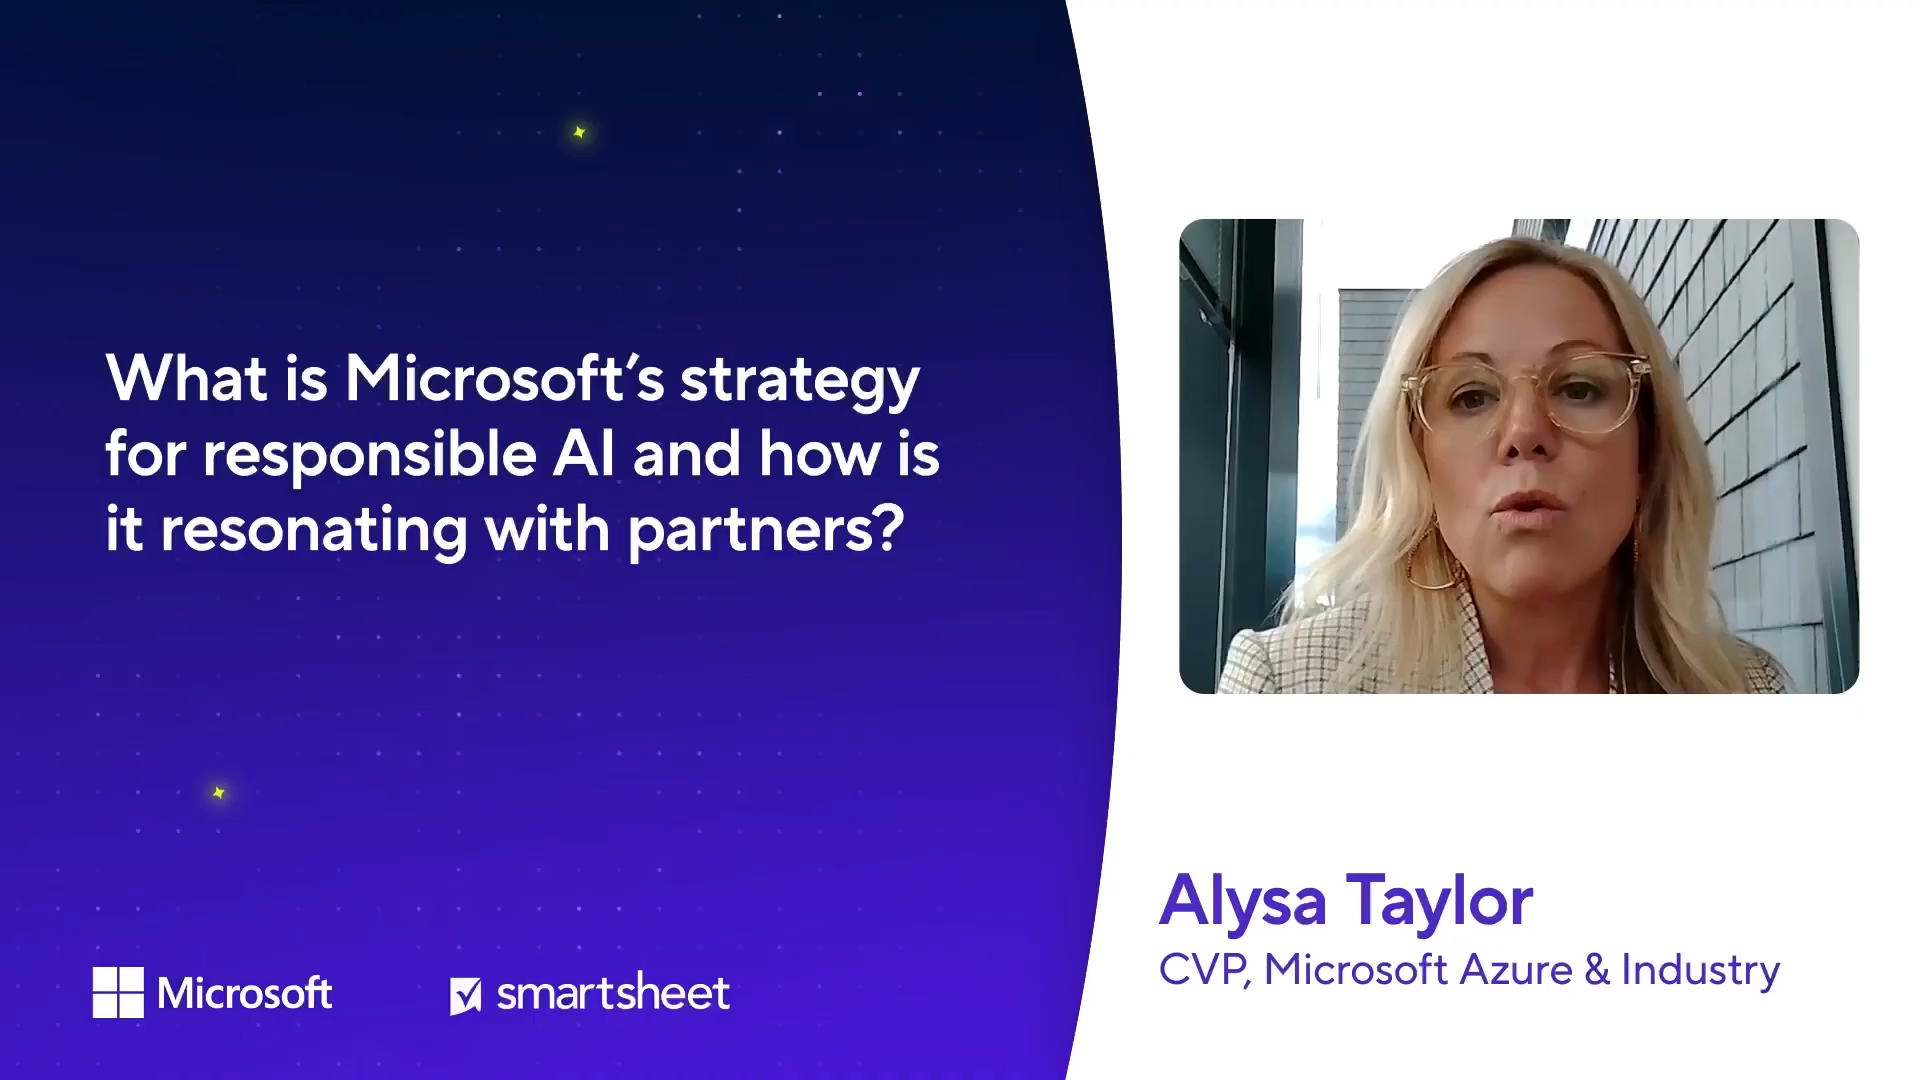 What is Microsoft’s strategy
for responsible AI and how is
it resonating with partners?
Microsoft
smartsheet
Alysa Taylor
CVP, Microsoft Azure & Industry